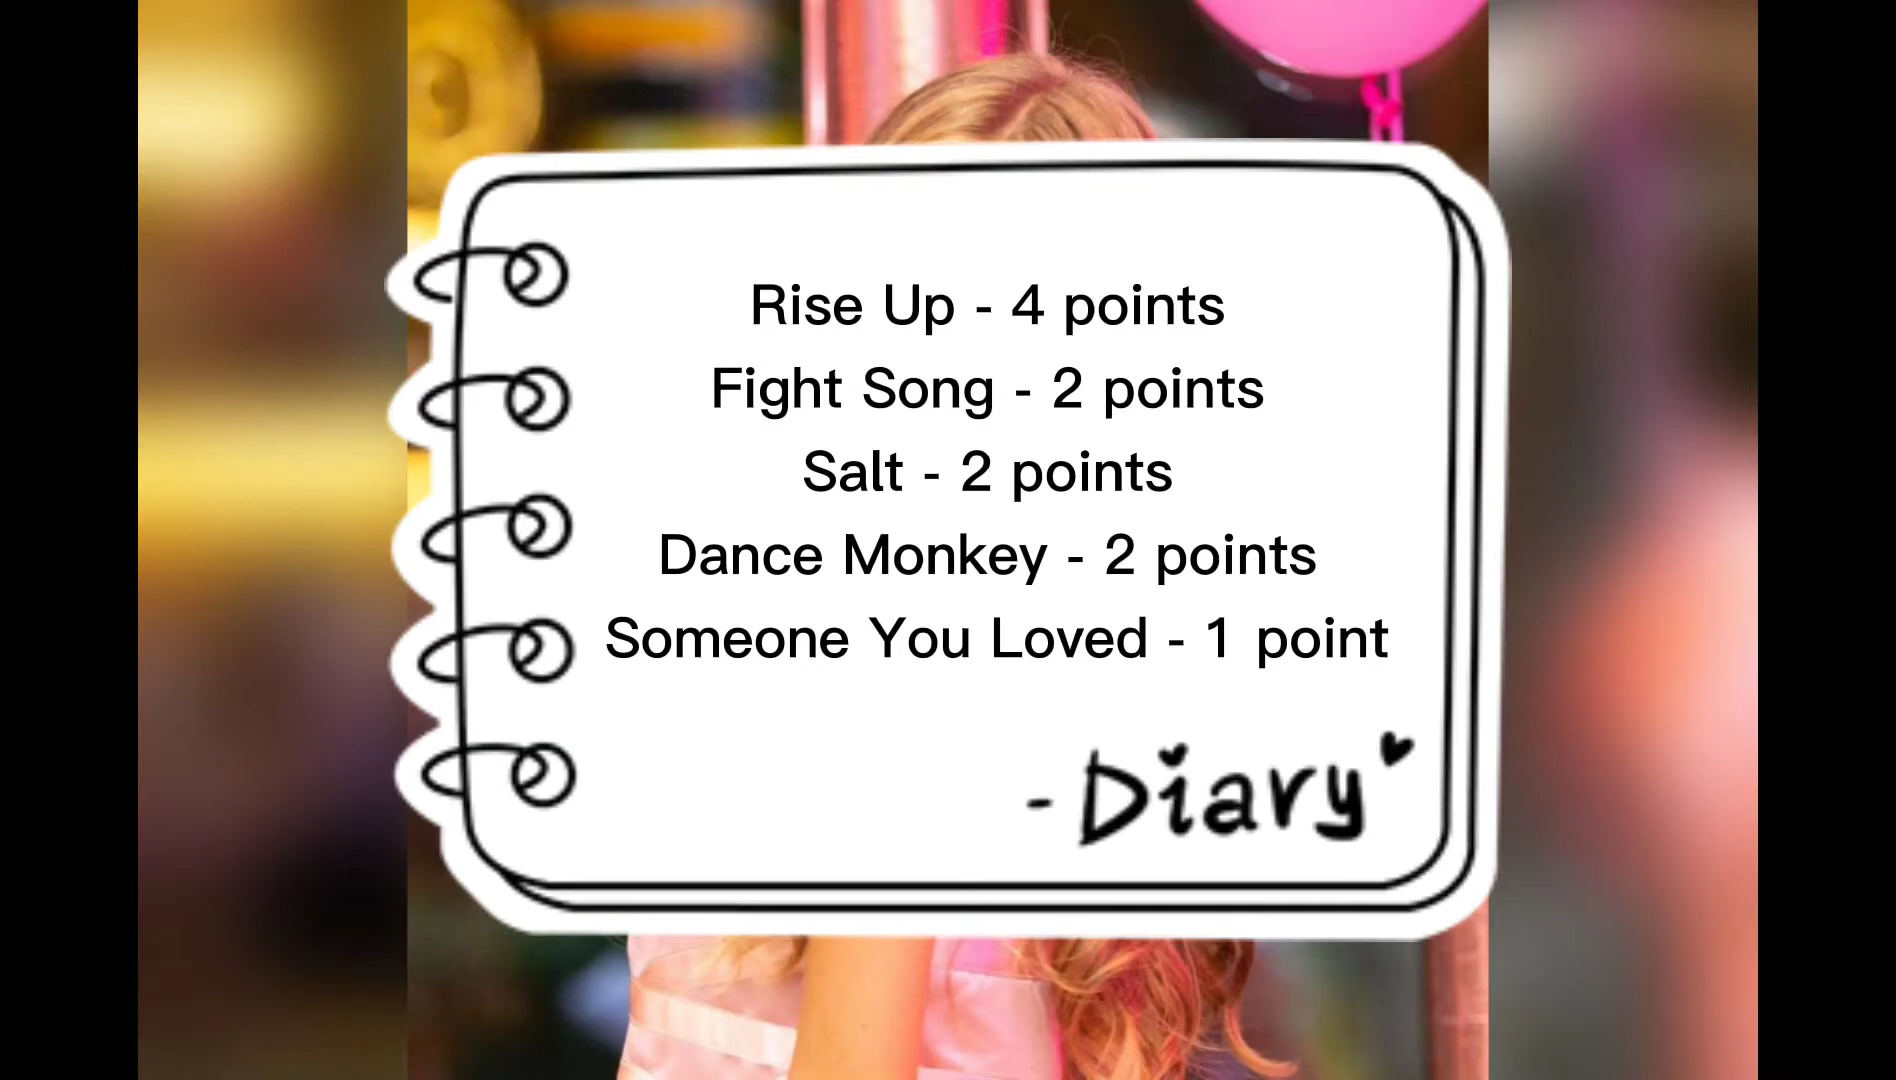 Rise Up - 4 points
Fight Song - 2 points
Salt - 2 points
Dance Monkey - 2 points
Someone You Loved - 1 point
- Diary